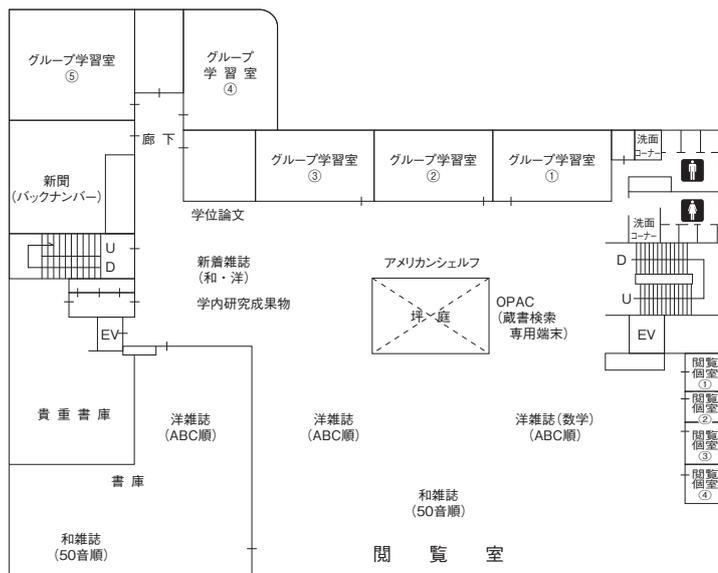 グループ学習室
⑤
グループ
学習室
④
廊下
洗面
コーナー
グループ学習室
③
グループ学習室
②
グループ学習室
①
新聞
(バックナンバー)
学位論文
洗面
コーナー
U
D
新着雑誌
(和・洋)
アメリカンシェルフ
D
U
学内研究成果物
坪庭
OPAC
(蔵書検索
専用端末)
EV
EV
閲覧
個室
①
閲覧
個室
②
閲覧
個室
③
閲覧
個室
④
貴重書庫
洋雑誌
(ABC順)
洋雑誌
(ABC順)
洋雑誌(数学)
(ABC順)
書庫
和雑誌
(50音順)
和雑誌
(50音順)
閲覧室